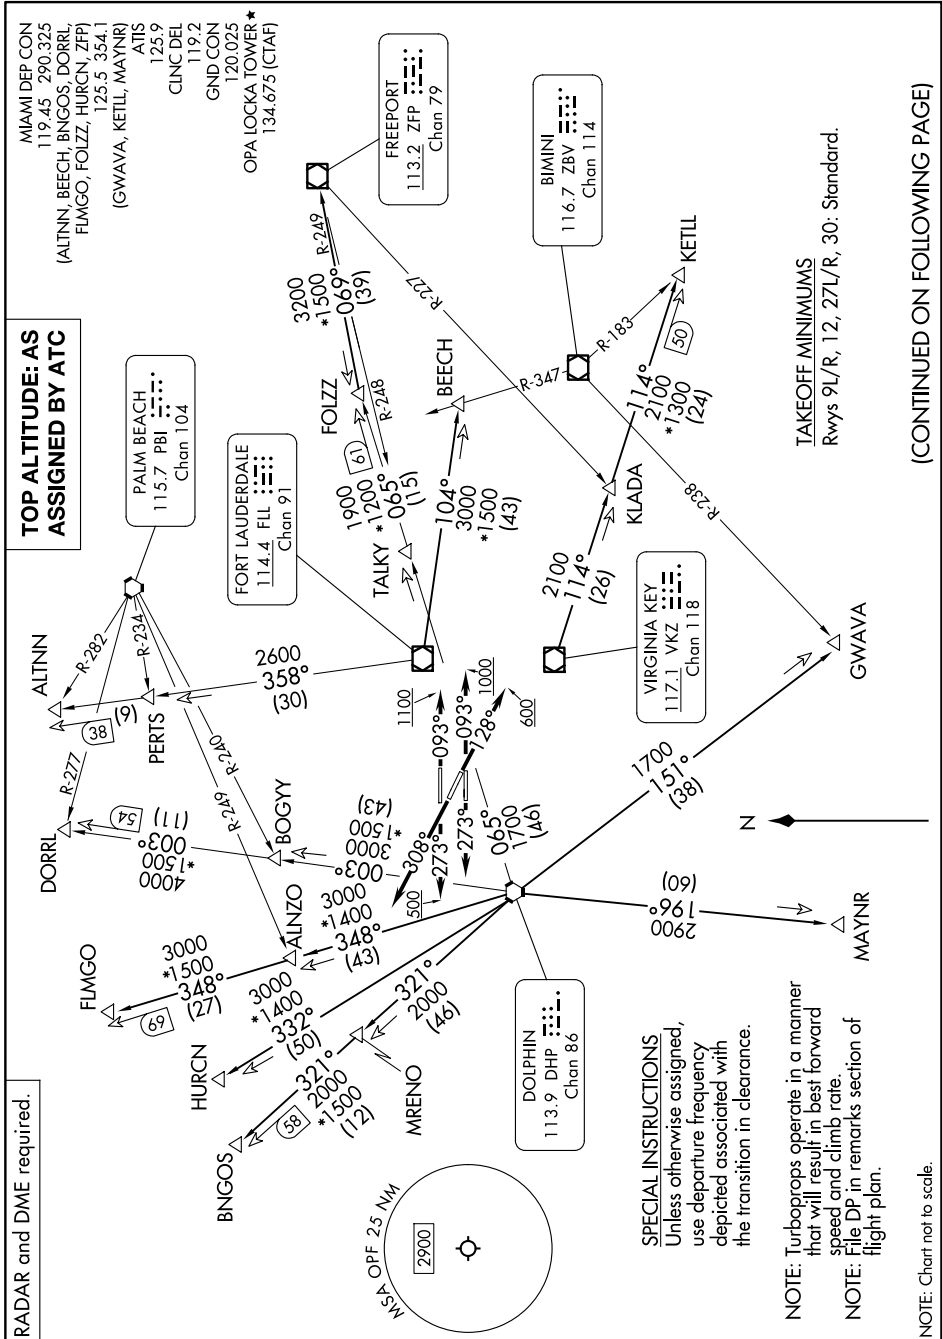 RADAR and DME required.
TOP ALTITUDE: AS
ASSIGNED BY ATC
MIAMI DEP CON
119.45 290.325
(ALTNN, BEECH, BNGOS, DORRL,
FLMGO, FOLZZ, HURCN, ZFP)
125.5 354.1
(GWAVA, KETLL, MAYNR)
ATIS
125.9
CLNC DEL
119.2
GND CON
120.025
OPA LOCKA TOWER★
134.675 (CTAF)
PALM BEACH
115.7 PBI
Chan 104
FREEPORT
113.2 ZFP
Chan 79
FORT LAUDERDALE
114.4 FLL
Chan 91
BIMINI
116.7 ZBV
Chan 114
VIRGINIA KEY
117.1 VKZ
Chan 118
DOLPHIN
113.9 DHP
Chan 86
FLMGO
69
3000
*1500
348°
(27)
ALNZO
3000
*1400
348°
(43)
HURCN
3000
*1400
332°
(50)
BNGOS
58
321°
2000
*1500
(12)
MRENO
321°
2000
(46)
DORRL
54
4000
*1500
003°
(11)
BOGYY
3000
*1500
003°
(43)
ALTNN
38
(9)
PERTS
2600
358°
(30)
R-282
R-234
R-277
R-240
R-249
FOLZZ
3200
*1500
069°
(39)
R-249
R-248
61
TALKY
1900
*1200
065°
(15)
BEECH
104°
3000
*1500
(43)
R-347
R-183
R-227
R-238
KETLL
50
114°
2100
*1300
(24)
KLADA
2100
114°
(26)
GWAVA
1700
151°
(38)
MAYNR
2900
196°
(60)
065°
1700
(46)
1100
093°
1000
093°
128°
600
308°
273°
273°
500
N
MSA OPF 25 NM
2900
SPECIAL INSTRUCTIONS
Unless otherwise assigned,
use departure frequency
depicted associated with
the transition in clearance.
NOTE: Turboprops operate in a manner
that will result in best forward
speed and climb rate.
NOTE: File DP in remarks section of
flight plan.
TAKEOFF MINIMUMS
Rwys 9L/R, 12, 27L/R, 30: Standard.
NOTE: Chart not to scale.
(CONTINUED ON FOLLOWING PAGE)